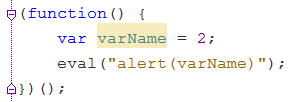 (function() {
    var varName = 2;
    eval("alert(varName)");
})();